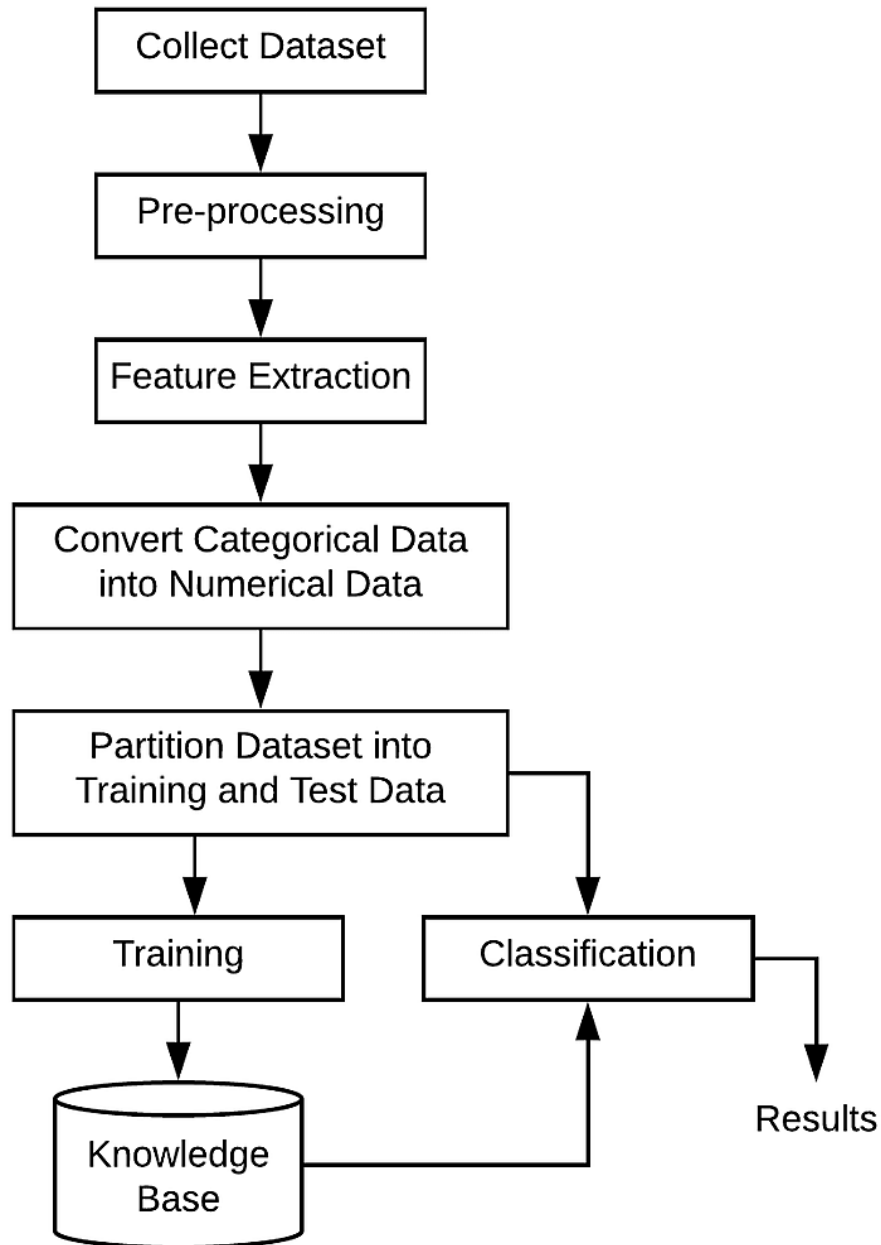 Collect Dataset
Pre-processing
Feature Extraction
Convert Categorical Data
into Numerical Data
Partition Dataset into
Training and Test Data
Training
Classification
Results
Knowledge
Base